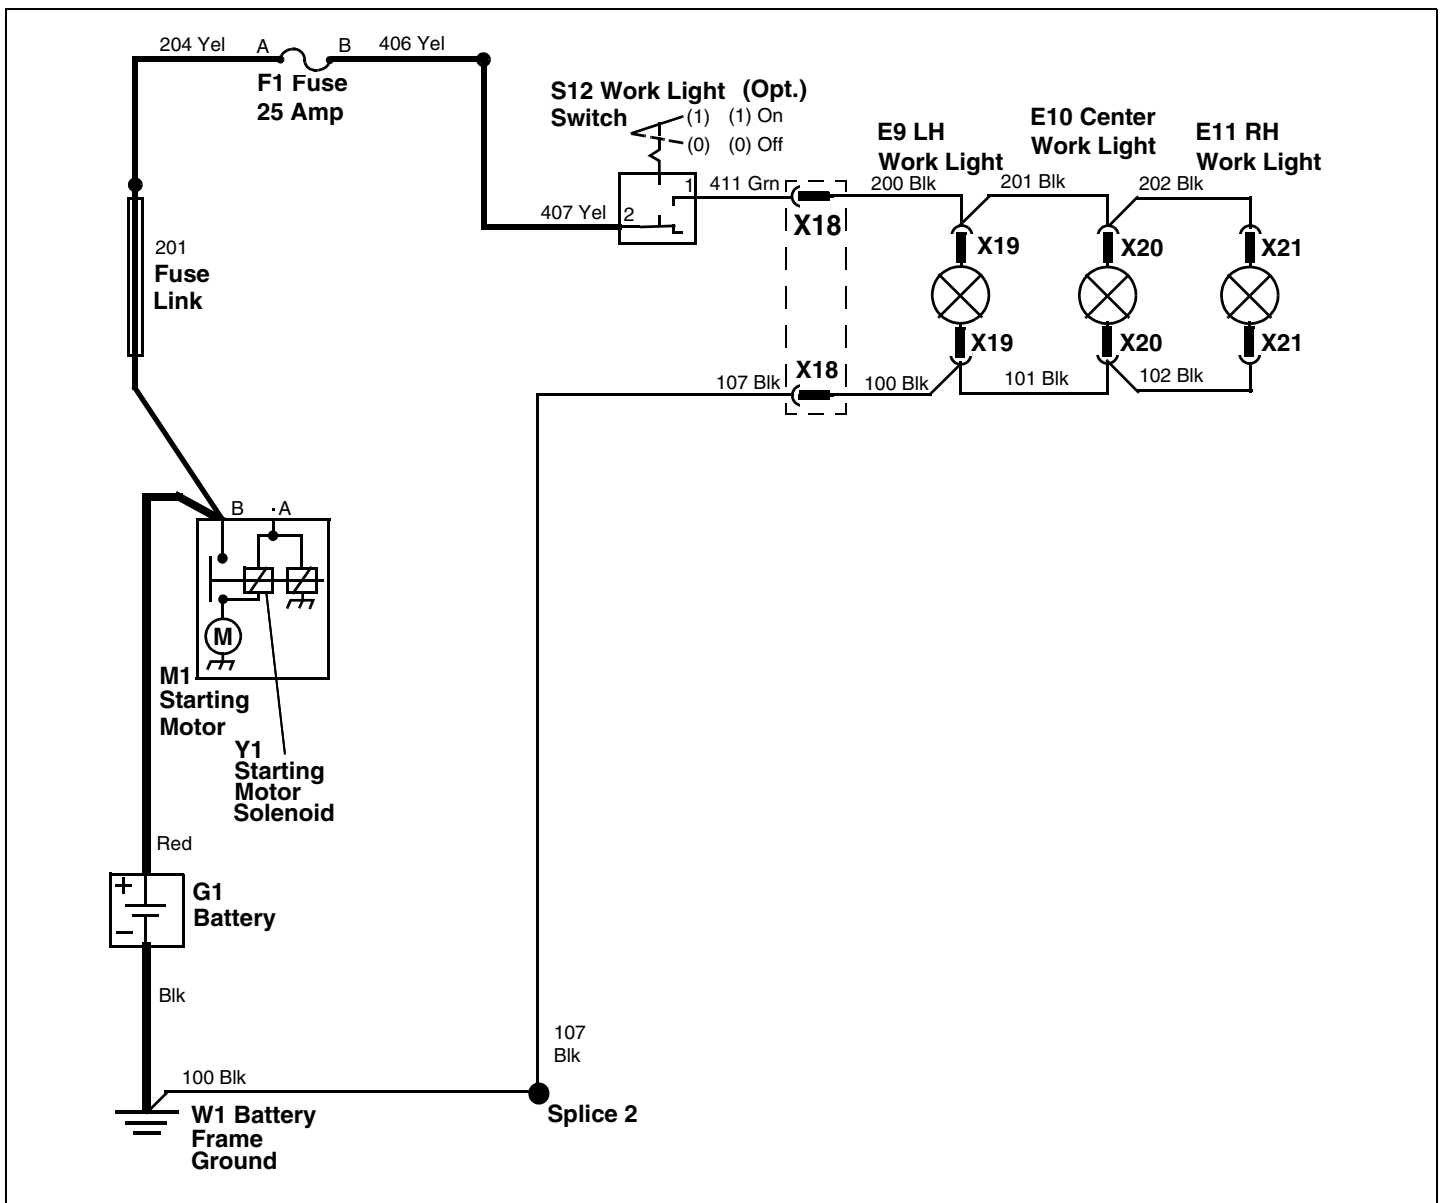 204 Yel
A
B
406 Yel
F1 Fuse
25 Amp
S12 Work Light (Opt.)
Switch
(1) (1) On
(0) (0) Off
E9 LH
Work Light
E10 Center
Work Light
E11 RH
Work Light
1
411 Grn
200 Blk
201 Blk
202 Blk
407 Yel
2
X18
X19
X20
X21
201
Fuse
Link
X19
X20
X21
X18
107 Blk
100 Blk
101 Blk
102 Blk
B
A
M
M1
Starting
Motor
Y1
Starting
Motor
Solenoid
Red
+
–
G1
Battery
Blk
107
Blk
100 Blk
W1 Battery
Frame
Ground
Splice 2